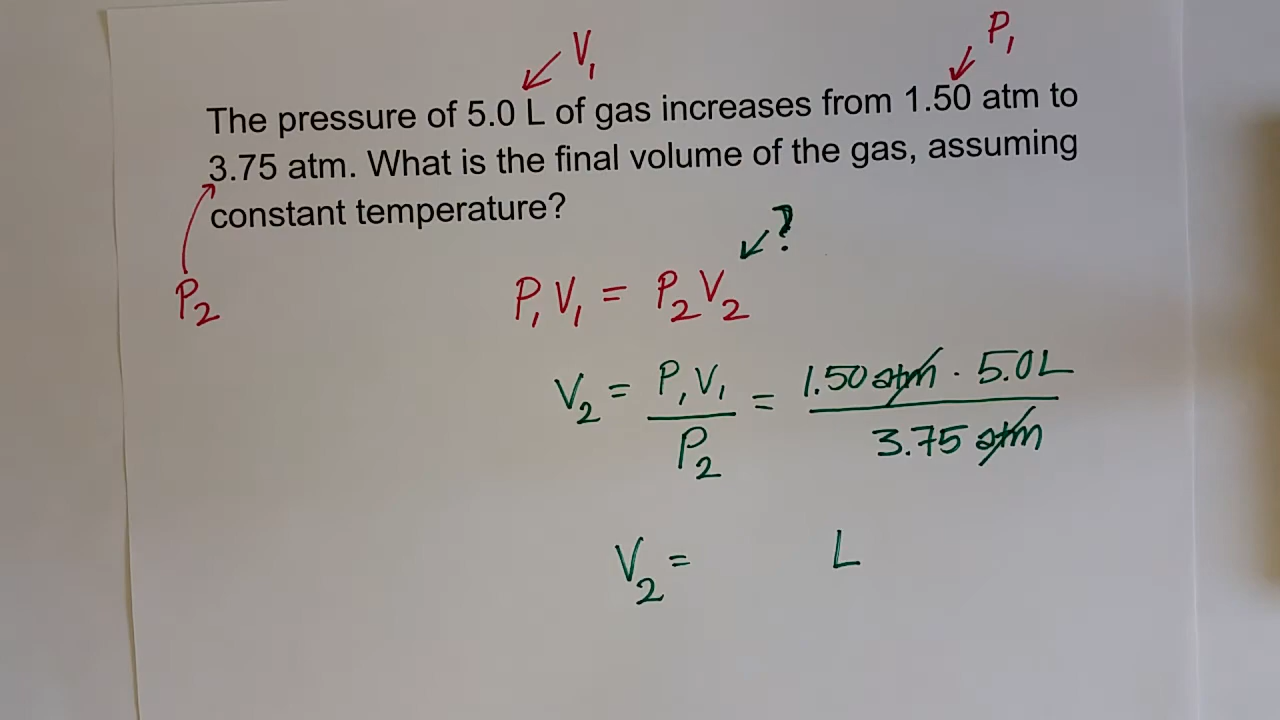 V₁
P₁
The pressure of 5.0 L of gas increases from 1.50 atm to
3.75 atm. What is the final volume of the gas, assuming
constant temperature?
?
P₂
P₁V₁ = P₂V₂
V₂ = P₁V₁ / P₂ = 1.50 atm · 5.0 L / 3.75 atm
V₂ = L